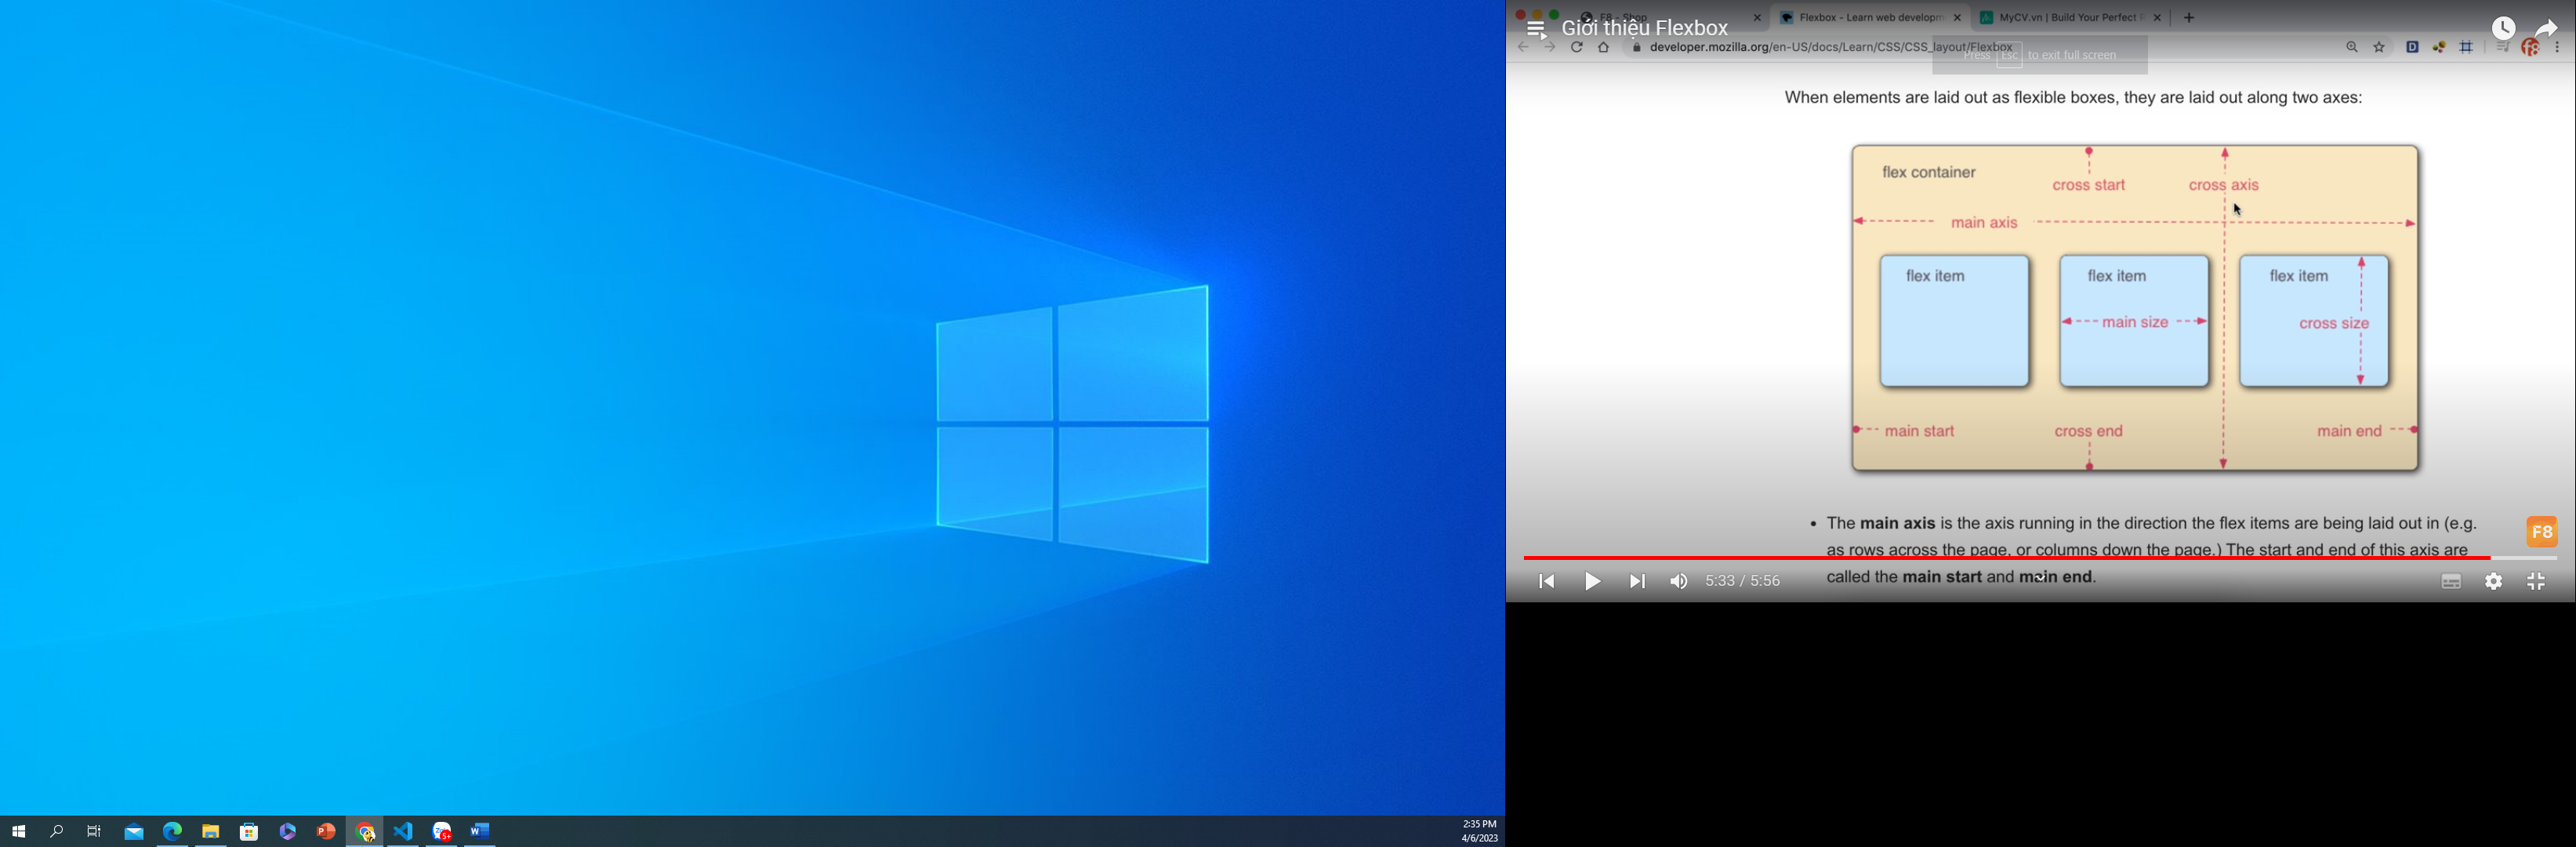 2:35 PM
4/6/2023
F8 - Shop
Flexbox - Learn web developm
MyCV.vn | Build Your Perfect R
Giới thiệu Flexbox
developer.mozilla.org/en-US/docs/Learn/CSS/CSS_layout/Flexbox
Press Esc to exit full screen
When elements are laid out as flexible boxes, they are laid out along two axes:
flex container
cross start
cross axis
main axis
flex item
flex item
flex item
main size
cross size
main start
cross end
main end
• The main axis is the axis running in the direction the flex items are being laid out in (e.g.
as rows across the page, or columns down the page.) The start and end of this axis are
called the main start and main end.
F8
5:33 / 5:56